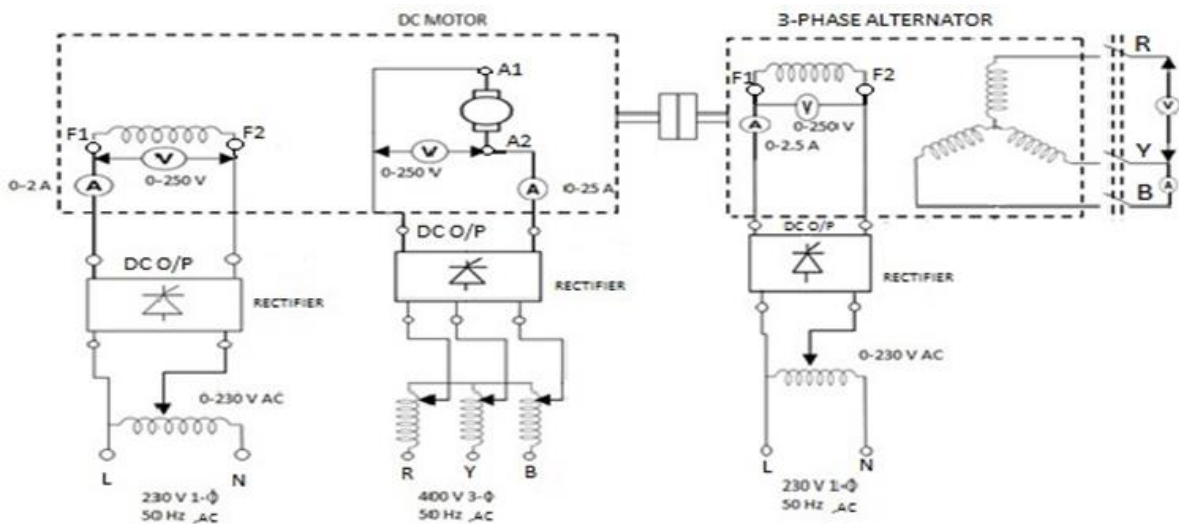 DC MOTOR
3-PHASE ALTERNATOR
F1
F2
V
0-250 V
0-2 A
A
DC O/P
RECTIFIER
0-230 V AC
L
N
230 V 1-Φ
50 Hz ,AC
A1
A2
V
0-250 V
A
0-25 A
DC O/P
RECTIFIER
R
Y
B
400 V 3-Φ
50 Hz ,AC
F1
F2
V
0-250 V
A
0-2.5 A
DC O/P
RECTIFIER
0-230 V AC
L
N
230 V 1-Φ
50 Hz ,AC
R
V
Y
A
B